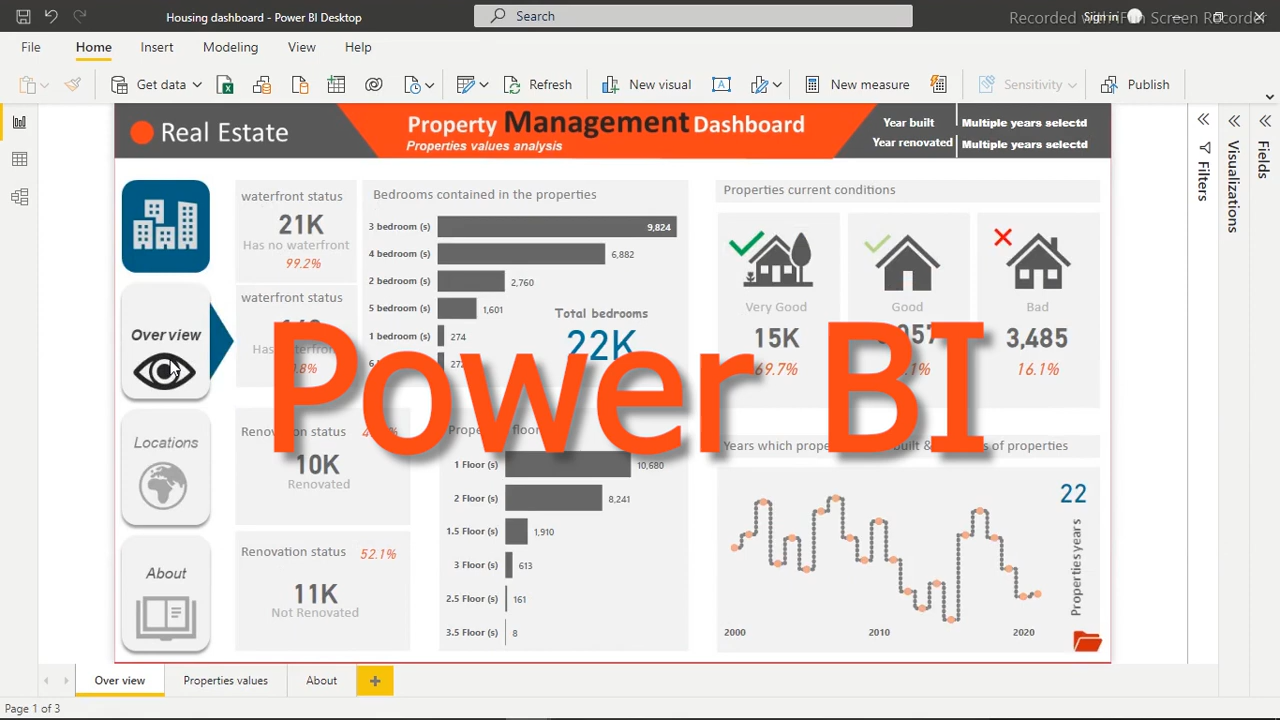 Housing dashboard - Power BI Desktop
Search
Sign in
Recorded with iFun Screen Recorder
File
Home
Insert
Modeling
View
Help
Get data
Refresh
New visual
New measure
Sensitivity
Publish
Real Estate
Property Management Dashboard
Properties values analysis
Year built
Multiple years selectd
Year renovated
Multiple years selectd
Filters
Visualizations
Fields
Over view
Locations
About
waterfront status
21K
Has no waterfront
99.2%
waterfront status
Bedrooms contained in the properties
3 bedroom (s)
9,824
4 bedroom (s)
6,882
2 bedroom (s)
2,760
5 bedroom (s)
1,601
1 bedroom (s)
274
Total bedrooms
22K
Properties current conditions
Very Good
15K
69.7%
Good
Bad
3,485
16.1%
Power BI
Renovation status
10K
Renovated
Renovation status
52.1%
11K
Not Renovated
1 Floor (s)
10,680
2 Floor (s)
8,241
1.5 Floor (s)
1,910
3 Floor (s)
613
2.5 Floor (s)
161
3.5 Floor (s)
8
Years which
of properties
22
Properties years
2000
2010
2020
Over view
Properties values
About
+
Page 1 of 3